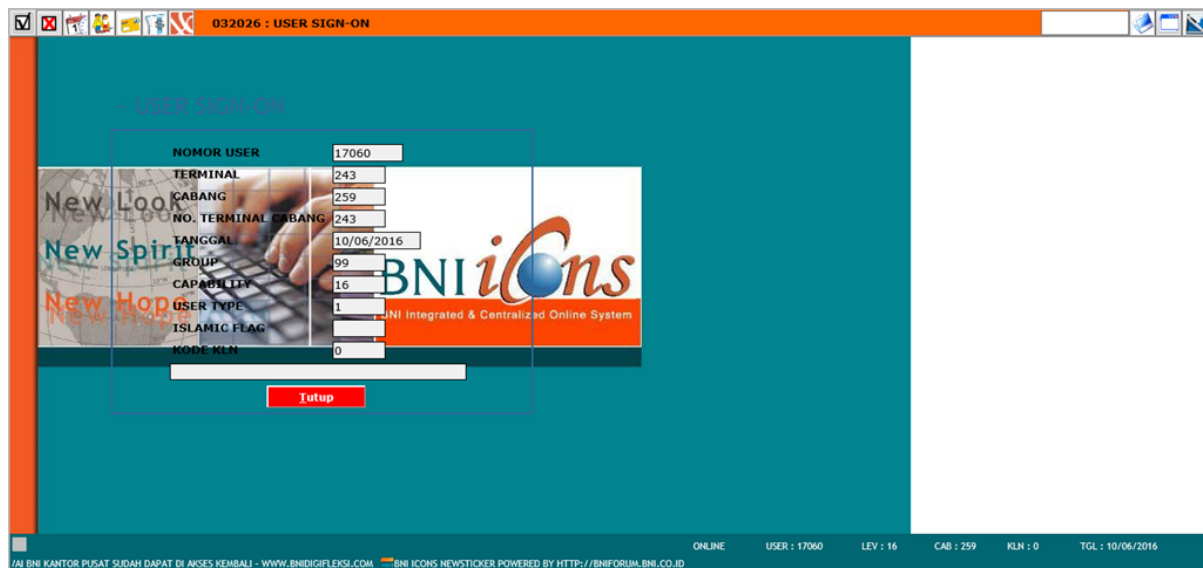 032026 : USER SIGN-ON
- USER SIGN-ON
NOMOR USER 17060
TERMINAL 243
CABANG 259
NO. TERMINAL CABANG 243
TANGGAL 10/06/2016
GROUP 99
CAPABILITY 16
USER TYPE 1
ISLAMIC FLAG
KODE KLN 0
Tutup
New Look
New Spirit
New Hope
BNI icons
BNI Integrated & Centralized Online System
ONLINE USER : 17060 LEV : 16 CAB : 259 KLN : 0 TGL : 10/06/2016
/AI BNI KANTOR PUSAT SUDAH DAPAT DI AKSES KEMBALI - WWW.BNIDIGIFLEKSI.COM BNI ICONS NEWSTICKER POWERED BY HTTP://BNIFORUM.BNI.CO.ID